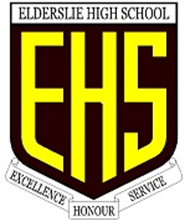 ELDERSLIE HIGH SCHOOL
EHS
EXCELLENCE
HONOUR
SERVICE